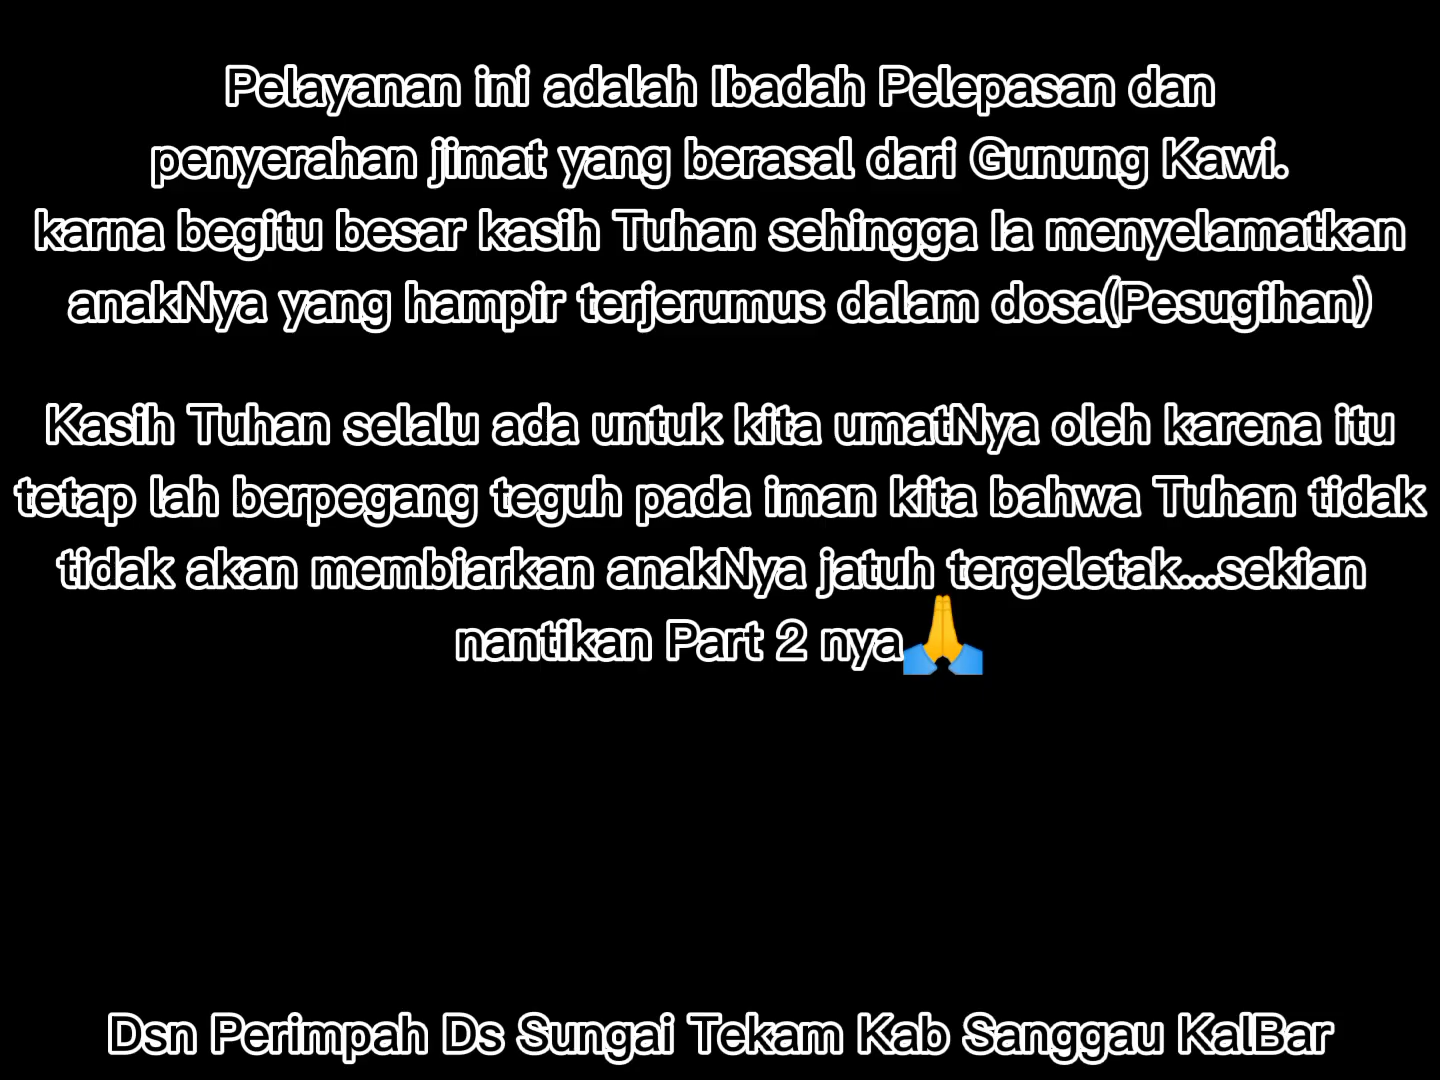 Pelayanan ini adalah Ibadah Pelepasan dan
penyerahan jimat yang berasal dari Gunung Kawi.
karna begitu besar kasih Tuhan sehingga Ia menyelamatkan
anakNya yang hampir terjerumus dalam dosa(Pesugihan)
Kasih Tuhan selalu ada untuk kita umatNya oleh karena itu
tetap lah berpegang teguh pada iman kita bahwa Tuhan tidak
tidak akan membiarkan anakNya jatuh tergeletak...sekian
nantikan Part 2 nya🙏
Dsn Perimpah Ds Sungai Tekam Kab Sanggau KalBar